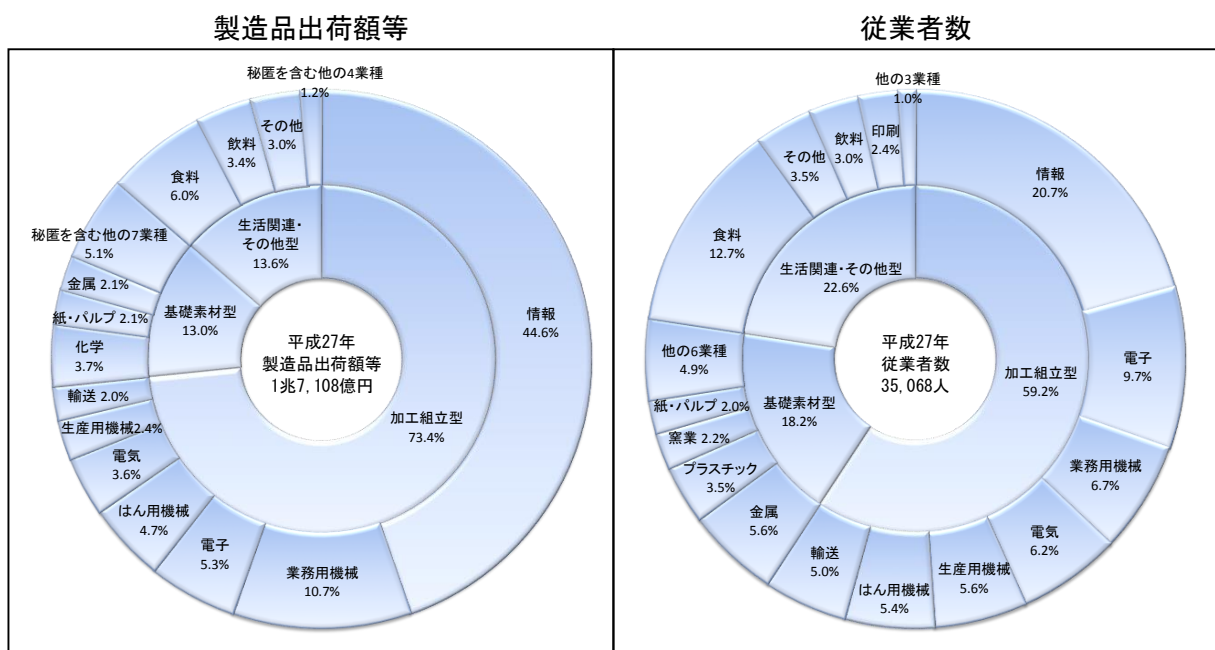 製造品出荷額等
秘匿を含む他の4業種
1.2%
その他
3.0%
飲料
3.4%
食料
6.0%
秘匿を含む他の7業種
5.1%
金属 2.1%
紙・パルプ 2.1%
化学
3.7%
輸送 2.0%
生産用機械2.4%
電気
3.6%
はん用機械
4.7%
電子
5.3%
業務用機械
10.7%
情報
44.6%
生活関連・
その他型
13.6%
基礎素材型
13.0%
加工組立型
73.4%
平成27年
製造品出荷額等
1兆7,108億円
従業者数
他の3業種
1.0%
印刷
2.4%
飲料
3.0%
その他
3.5%
食料
12.7%
他の6業種
4.9%
紙・パルプ 2.0%
窯業 2.2%
プラスチック
3.5%
金属
5.6%
輸送
5.0%
はん用機械
5.4%
生産用機械
5.6%
電気
6.2%
業務用機械
6.7%
電子
9.7%
情報
20.7%
生活関連・その他型
22.6%
基礎素材型
18.2%
加工組立型
59.2%
平成27年
従業者数
35,068人